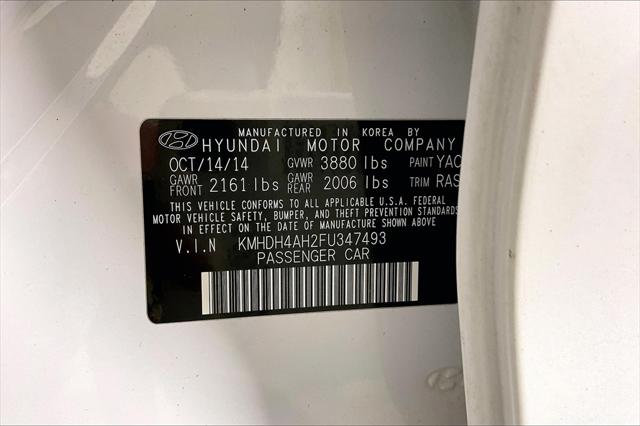 MANUFACTURED IN KOREA BY
HYUNDAI MOTOR COMPANY
OCT/14/14 GVWR 3880 lbs PAINT YAC
GAWR FRONT 2161 lbs GAWR REAR 2006 lbs TRIM RAS
THIS VEHICLE CONFORMS TO ALL APPLICABLE U.S.A. FEDERAL
MOTOR VEHICLE SAFETY, BUMPER, AND THEFT PREVENTION STANDARDS
IN EFFECT ON THE DATE OF MANUFACTURE SHOWN ABOVE
V.I.N KMHDH4AH2FU347493
PASSENGER CAR